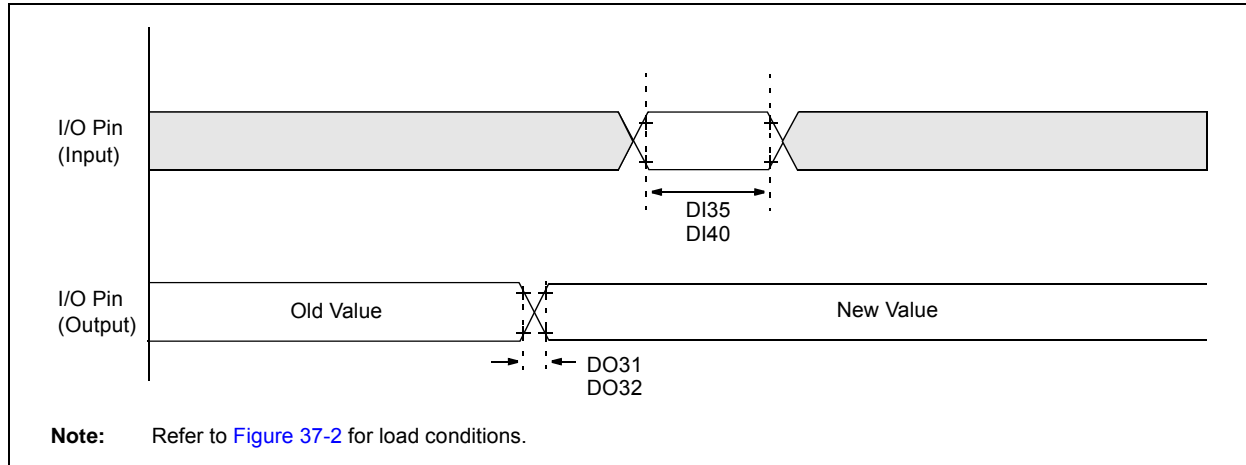 I/O Pin
(Input)
DI35
DI40
I/O Pin
(Output)
Old Value
New Value
DO31
DO32
Note: Refer to Figure 37-2 for load conditions.